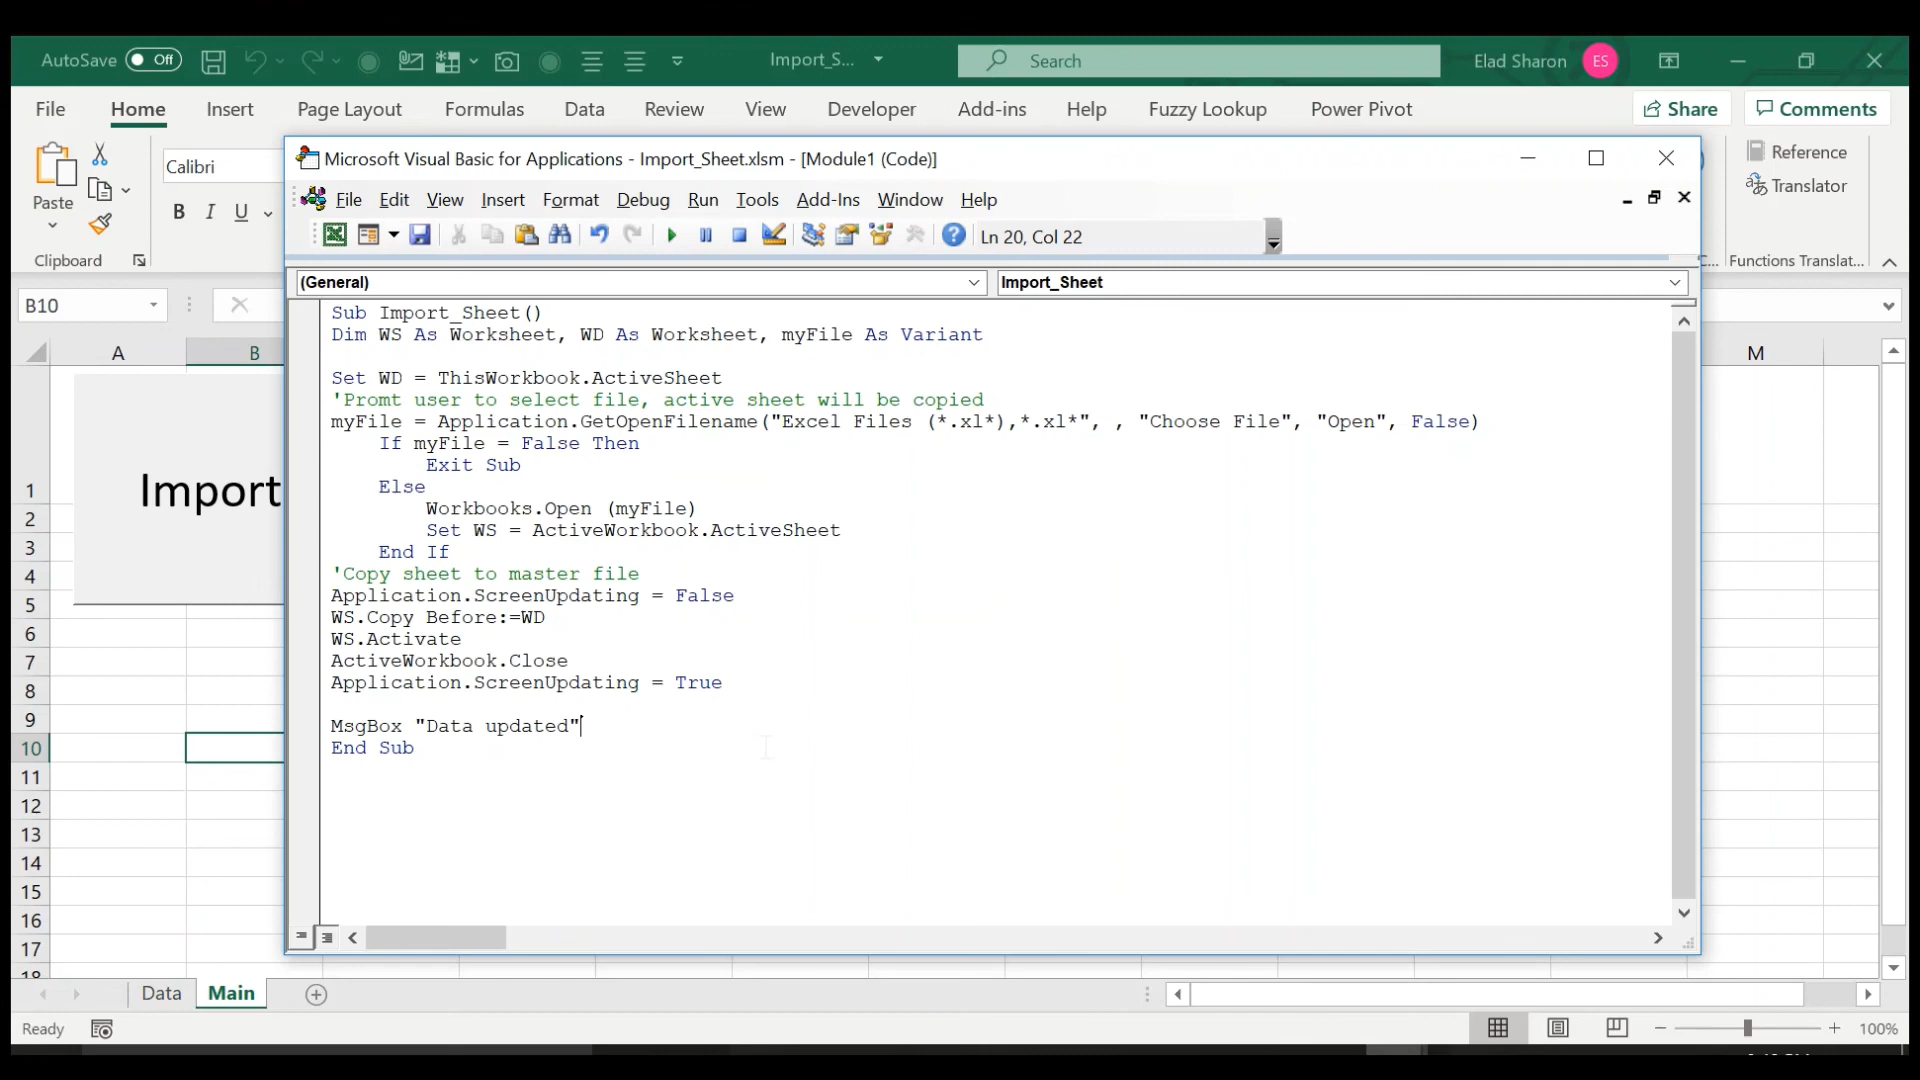 AutoSave Off Import_S... Search Elad Sharon ES
File Home Insert Page Layout Formulas Data Review View Developer Add-ins Help Fuzzy Lookup Power Pivot Share Comments
Paste
Calibri
B I U
Clipboard
Reference
Translator
Functions Translat...
Microsoft Visual Basic for Applications - Import_Sheet.xlsm - [Module1 (Code)]
File Edit View Insert Format Debug Run Tools Add-Ins Window Help
Ln 20, Col 22
(General) Import_Sheet
B10
A B M
Import
1
2
3
4
5
6
7
8
9
10
11
12
13
14
15
16
17
18
Sub Import_Sheet()
Dim WS As Worksheet, WD As Worksheet, myFile As Variant
Set WD = ThisWorkbook.ActiveSheet
'Promt user to select file, active sheet will be copied
myFile = Application.GetOpenFilename("Excel Files (*.xl*),*.xl*", , "Choose File", "Open", False)
If myFile = False Then
Exit Sub
Else
Workbooks.Open (myFile)
Set WS = ActiveWorkbook.ActiveSheet
End If
'Copy sheet to master file
Application.ScreenUpdating = False
WS.Copy Before:=WD
WS.Activate
ActiveWorkbook.Close
Application.ScreenUpdating = True
MsgBox "Data updated"
End Sub
Data Main
Ready
100%